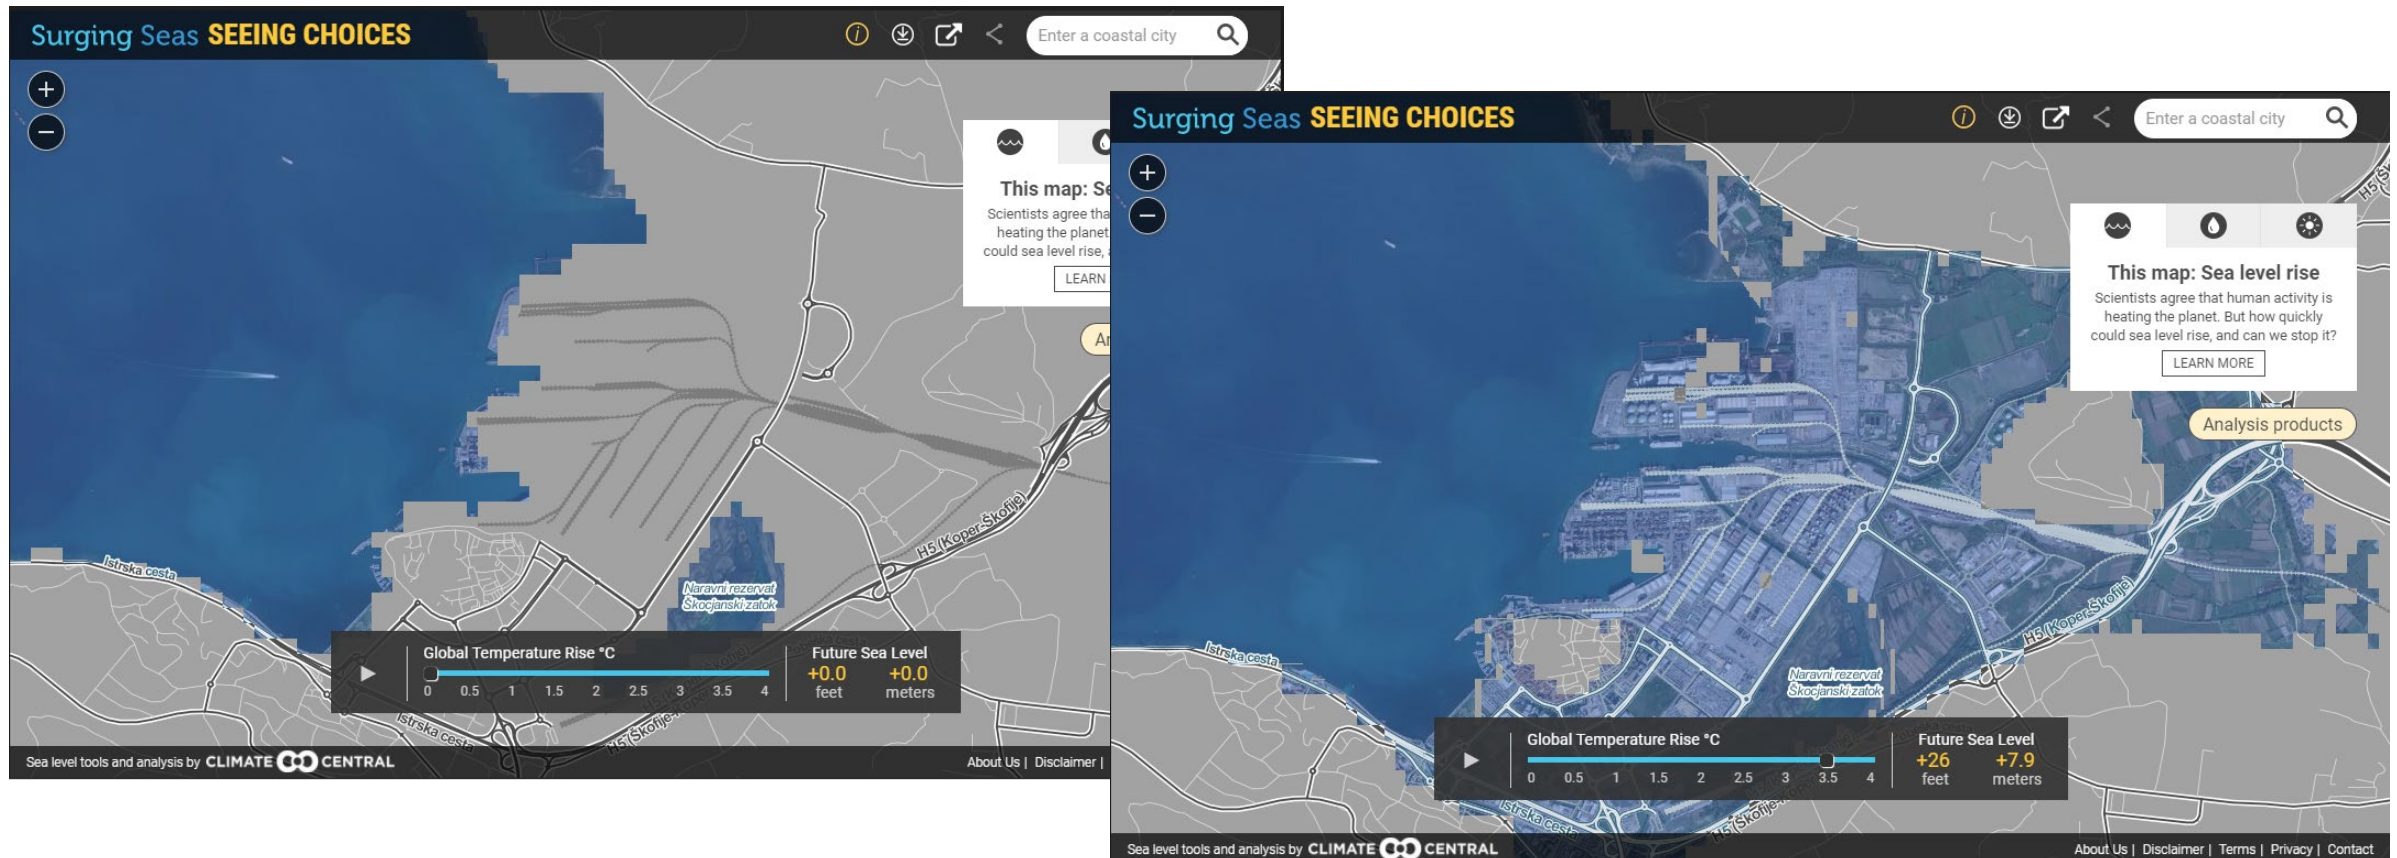 Surging Seas SEEING CHOICES
Enter a coastal city
This map: Se
Scientists agree tha
heating the planet
could sea level rise,
LEARN
Istrska cesta
H5 (Koper-Škofije)
Naravni rezervat
Škocjanski zatok
Global Temperature Rise °C
0 0.5 1 1.5 2 2.5 3 3.5 4
Future Sea Level
+0.0 +0.0
feet meters
Istrska cesta
Sea level tools and analysis by CLIMATE CENTRAL
About Us | Disclaimer |
Surging Seas SEEING CHOICES
Enter a coastal city
This map: Sea level rise
Scientists agree that human activity is
heating the planet. But how quickly
could sea level rise, and can we stop it?
LEARN MORE
Analysis products
Istrska cesta
H5 (Koper-Škofije)
Naravni rezervat
Škocjanski zatok
Global Temperature Rise °C
0 0.5 1 1.5 2 2.5 3 3.5 4
Future Sea Level
+26 +7.9
feet meters
Istrska cesta
Sea level tools and analysis by CLIMATE CENTRAL
About Us | Disclaimer | Terms | Privacy | Contact